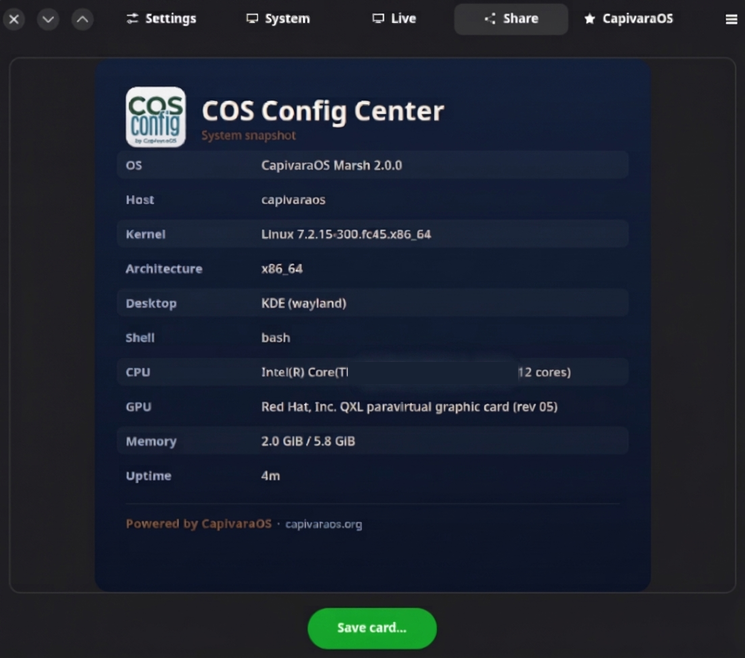 Settings
System
Live
Share
CapivaraOS
COS
config
by CapivaraOS
COS Config Center
System snapshot
OS CapivaraOS Marsh 2.0.0
Host capivaraos
Kernel Linux 7.2.15-300.fc45.x86_64
Architecture x86_64
Desktop KDE (wayland)
Shell bash
CPU Intel(R) Core(T 12 cores)
GPU Red Hat, Inc. QXL paravirtual graphic card (rev 05)
Memory 2.0 GiB / 5.8 GiB
Uptime 4m
Powered by CapivaraOS · capivaraos.org
Save card...